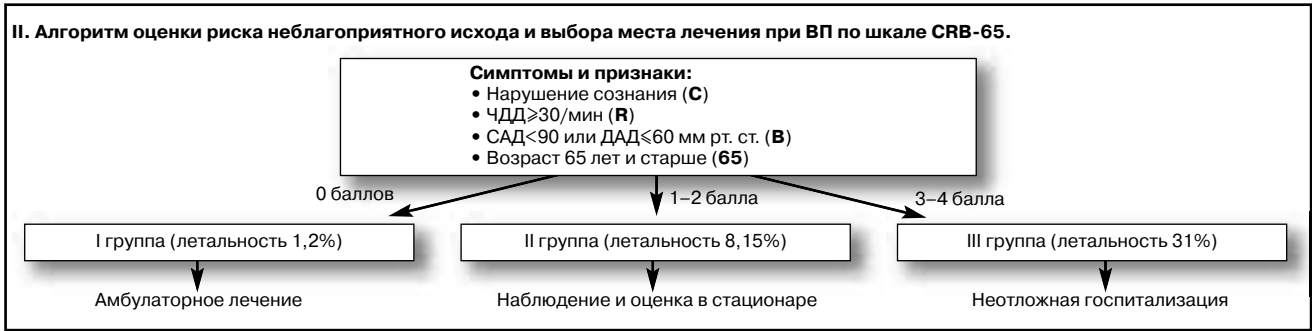 II. Алгоритм оценки риска неблагоприятного исхода и выбора места лечения при ВП по шкале CRB-65.
Симптомы и признаки:
• Нарушение сознания (C)
• ЧДД⩾30/мин (R)
• САД<90 или ДАД⩽60 мм рт. ст. (B)
• Возраст 65 лет и старше (65)
0 баллов
1–2 балла
3–4 балла
I группа (летальность 1,2%)
II группа (летальность 8,15%)
III группа (летальность 31%)
Амбулаторное лечение
Наблюдение и оценка в стационаре
Неотложная госпитализация